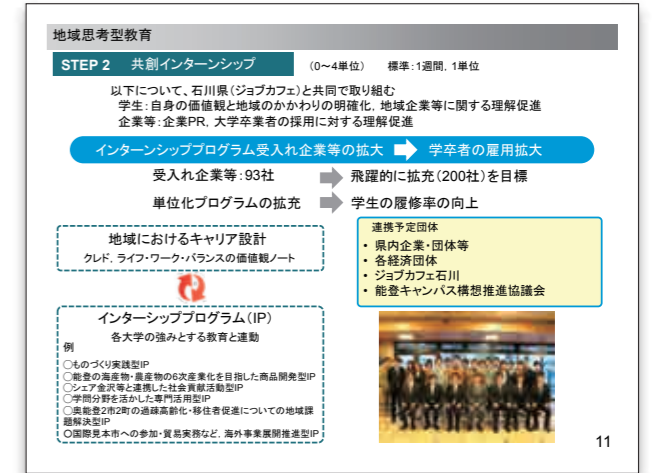 地域思考型教育
STEP 2 共創インターンシップ (0〜4単位) 標準:1週間, 1単位
以下について、石川県(ジョブカフェ)と共同で取り組む
学生:自身の価値観と地域のかかわりの明確化, 地域企業等に関する理解促進
企業等:企業PR, 大学卒業者の採用に対する理解促進
インターンシッププログラム受入れ企業等の拡大 学卒者の雇用拡大
受入れ企業等:93社 飛躍的に拡充(200社)を目標
単位化プログラムの拡充 学生の履修率の向上
地域におけるキャリア設計
クレド, ライフ・ワーク・バランスの価値観ノート
インターシッププログラム(IP)
各大学の強みとする教育と連動
例
○ものづくり実践型IP
○能登の海産物・農産物の6次産業化を目指した商品開発型IP
○シェア金沢等と連携した社会貢献活動型IP
○学問分野を活かした専門活用型IP
○奥能登2市2町の過疎高齢化・移住者促進についての地域課
題解決型IP
○国際見本市への参加・貿易実務など, 海外事業展開推進型IP
連携予定団体
• 県内企業・団体等
• 各経済団体
• ジョブカフェ石川
• 能登キャンパス構想推進協議会
11